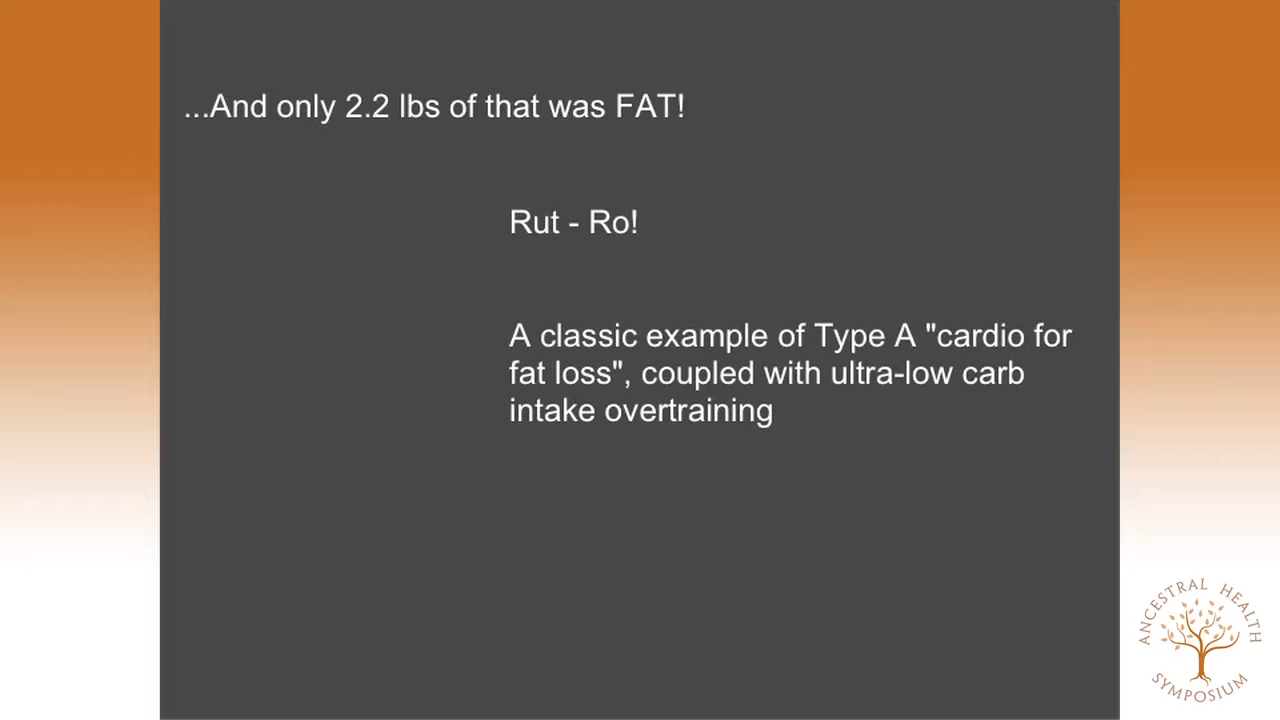 ...And only 2.2 lbs of that was FAT!
Rut - Ro!
A classic example of Type A "cardio for
fat loss", coupled with ultra-low carb
intake overtraining
ANCESTRAL HEALTH
SYMPOSIUM